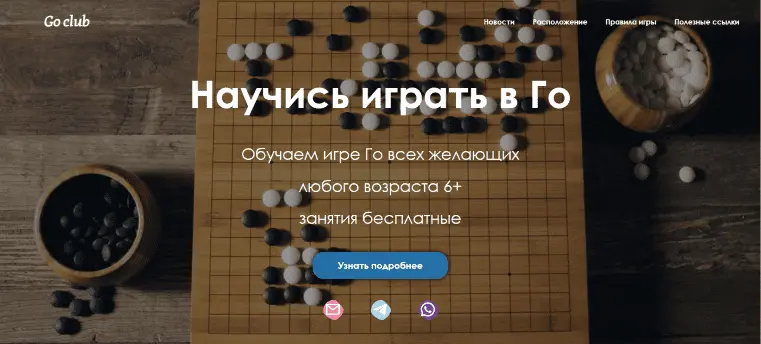 Go club
Новости Расположение Правила игры Полезные ссылки
Научись играть в Го
Обучаем игре Го всех желающих
любого возраста 6+
занятия бесплатные
Узнать подробнее